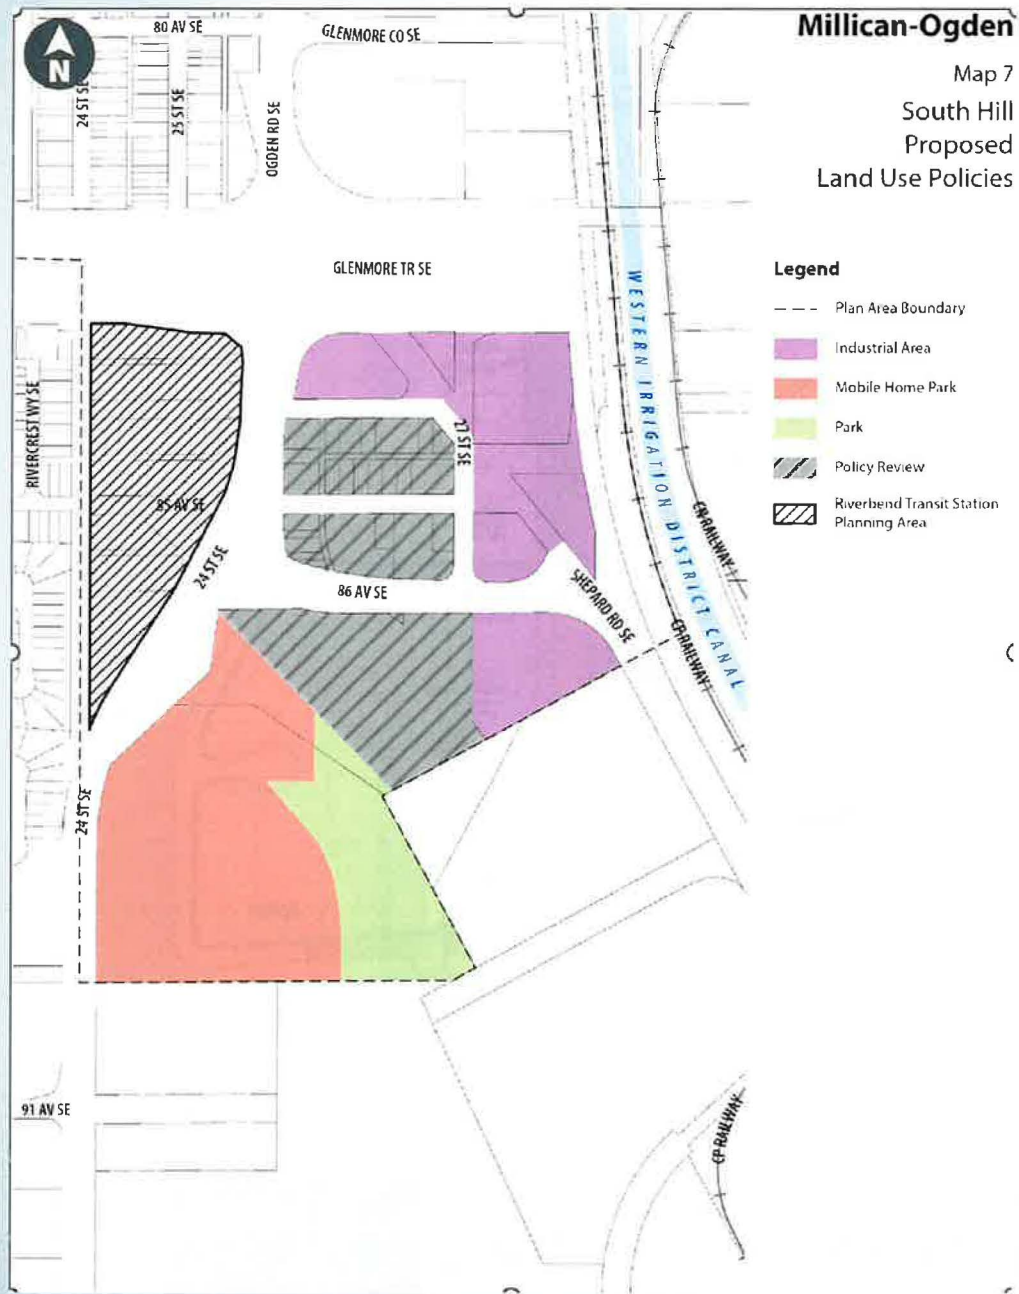 Millican-Ogden
Map 7
South Hill
Proposed
Land Use Policies
N
80 AV SE
GLENMORE CO SE
24 ST SE
25 ST SE
OGDEN RD SE
GLENMORE TR SE
Legend
Plan Area Boundary
Industrial Area
Mobile Home Park
Park
Policy Review
Riverbend Transit Station
Planning Area
WESTERN IRRIGATION DISTRICT CANAL
RIVERCREST WY SE
27 ST SE
85 AV SE
24 ST SE
86 AV SE
SHEPARD RD SE
CN RAILWAY
CP RAILWAY
24 ST SE
91 AV SE
CP RAILWAY